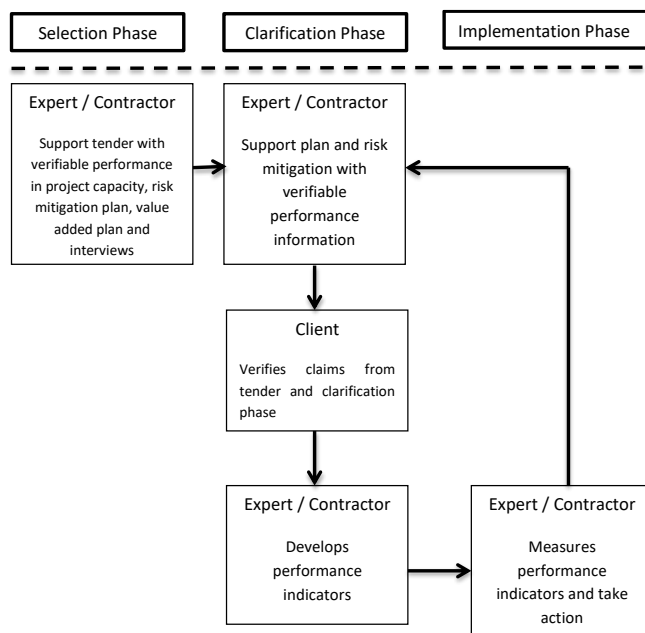 Selection Phase
Clarification Phase
Implementation Phase
Expert / Contractor
Support tender with
verifiable performance
in project capacity, risk
mitigation plan, value
added plan and
interviews
Expert / Contractor
Support plan and risk
mitigation with
verifiable
performance
information
Client
Verifies claims from
tender and clarification
phase
Expert / Contractor
Develops
performance
indicators
Expert / Contractor
Measures
performance
indicators and take
action